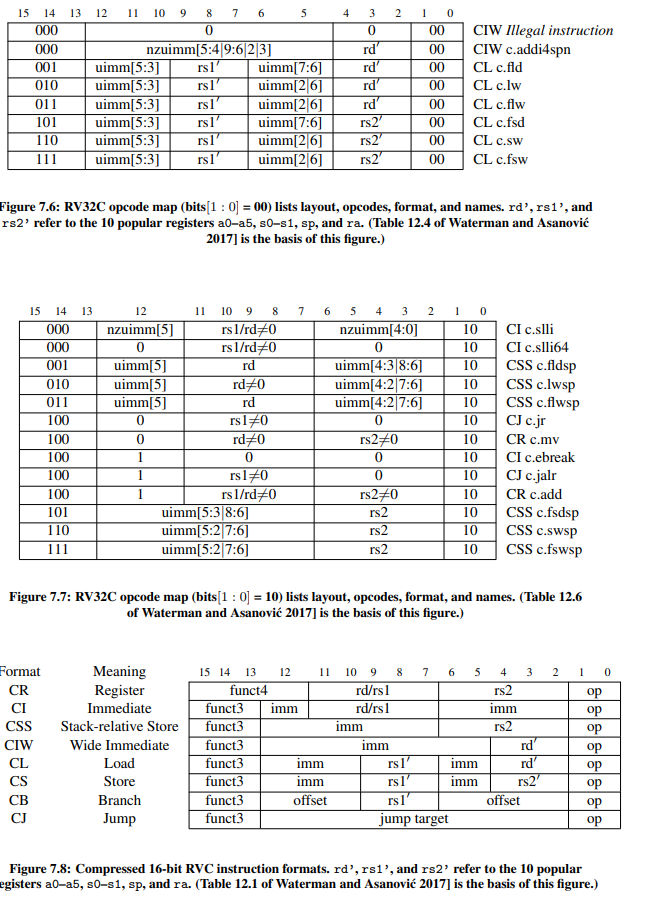 15 14 13 12 11 10 9 8 7 6 5 4 3 2 1 0
000 0 0 00 CIW Illegal instruction
000 nzuimm[5:4|9:6|2|3] rd′ 00 CIW c.addi4spn
001 uimm[5:3] rs1′ uimm[7:6] rd′ 00 CL c.fld
010 uimm[5:3] rs1′ uimm[2|6] rd′ 00 CL c.lw
011 uimm[5:3] rs1′ uimm[2|6] rd′ 00 CL c.flw
101 uimm[5:3] rs1′ uimm[7:6] rs2′ 00 CL c.fsd
110 uimm[5:3] rs1′ uimm[2|6] rs2′ 00 CL c.sw
111 uimm[5:3] rs1′ uimm[2|6] rs2′ 00 CL c.fsw
Figure 7.6: RV32C opcode map (bits[1 : 0] = 00) lists layout, opcodes, format, and names. rd', rs1', and
rs2' refer to the 10 popular registers a0–a5, s0–s1, sp, and ra. (Table 12.4 of Waterman and Asanović
2017] is the basis of this figure.)
15 14 13 12 11 10 9 8 7 6 5 4 3 2 1 0
000 nzuimm[5] rs1/rd≠0 nzuimm[4:0] 10 CI c.slli
000 0 rs1/rd≠0 0 10 CI c.slli64
001 uimm[5] rd uimm[4:3|8:6] 10 CSS c.fldsp
010 uimm[5] rd≠0 uimm[4:2|7:6] 10 CSS c.lwsp
011 uimm[5] rd uimm[4:2|7:6] 10 CSS c.flwsp
100 0 rs1≠0 0 10 CJ c.jr
100 0 rd≠0 rs2≠0 10 CR c.mv
100 1 0 0 10 CI c.ebreak
100 1 rs1≠0 0 10 CJ c.jalr
100 1 rs1/rd≠0 rs2≠0 10 CR c.add
101 uimm[5:3|8:6] rs2 10 CSS c.fsdsp
110 uimm[5:2|7:6] rs2 10 CSS c.swsp
111 uimm[5:2|7:6] rs2 10 CSS c.fswsp
Figure 7.7: RV32C opcode map (bits[1 : 0] = 10) lists layout, opcodes, format, and names. (Table 12.6
of Waterman and Asanović 2017] is the basis of this figure.)
Format Meaning 15 14 13 12 11 10 9 8 7 6 5 4 3 2 1 0
CR Register funct4 rd/rs1 rs2 op
CI Immediate funct3 imm rd/rs1 imm op
CSS Stack-relative Store funct3 imm rs2 op
CIW Wide Immediate funct3 imm rd′ op
CL Load funct3 imm rs1′ imm rd′ op
CS Store funct3 imm rs1′ imm rs2′ op
CB Branch funct3 offset rs1′ offset op
CJ Jump funct3 jump target op
Figure 7.8: Compressed 16-bit RVC instruction formats. rd', rs1', and rs2' refer to the 10 popular
egisters a0–a5, s0–s1, sp, and ra. (Table 12.1 of Waterman and Asanović 2017] is the basis of this figure.)